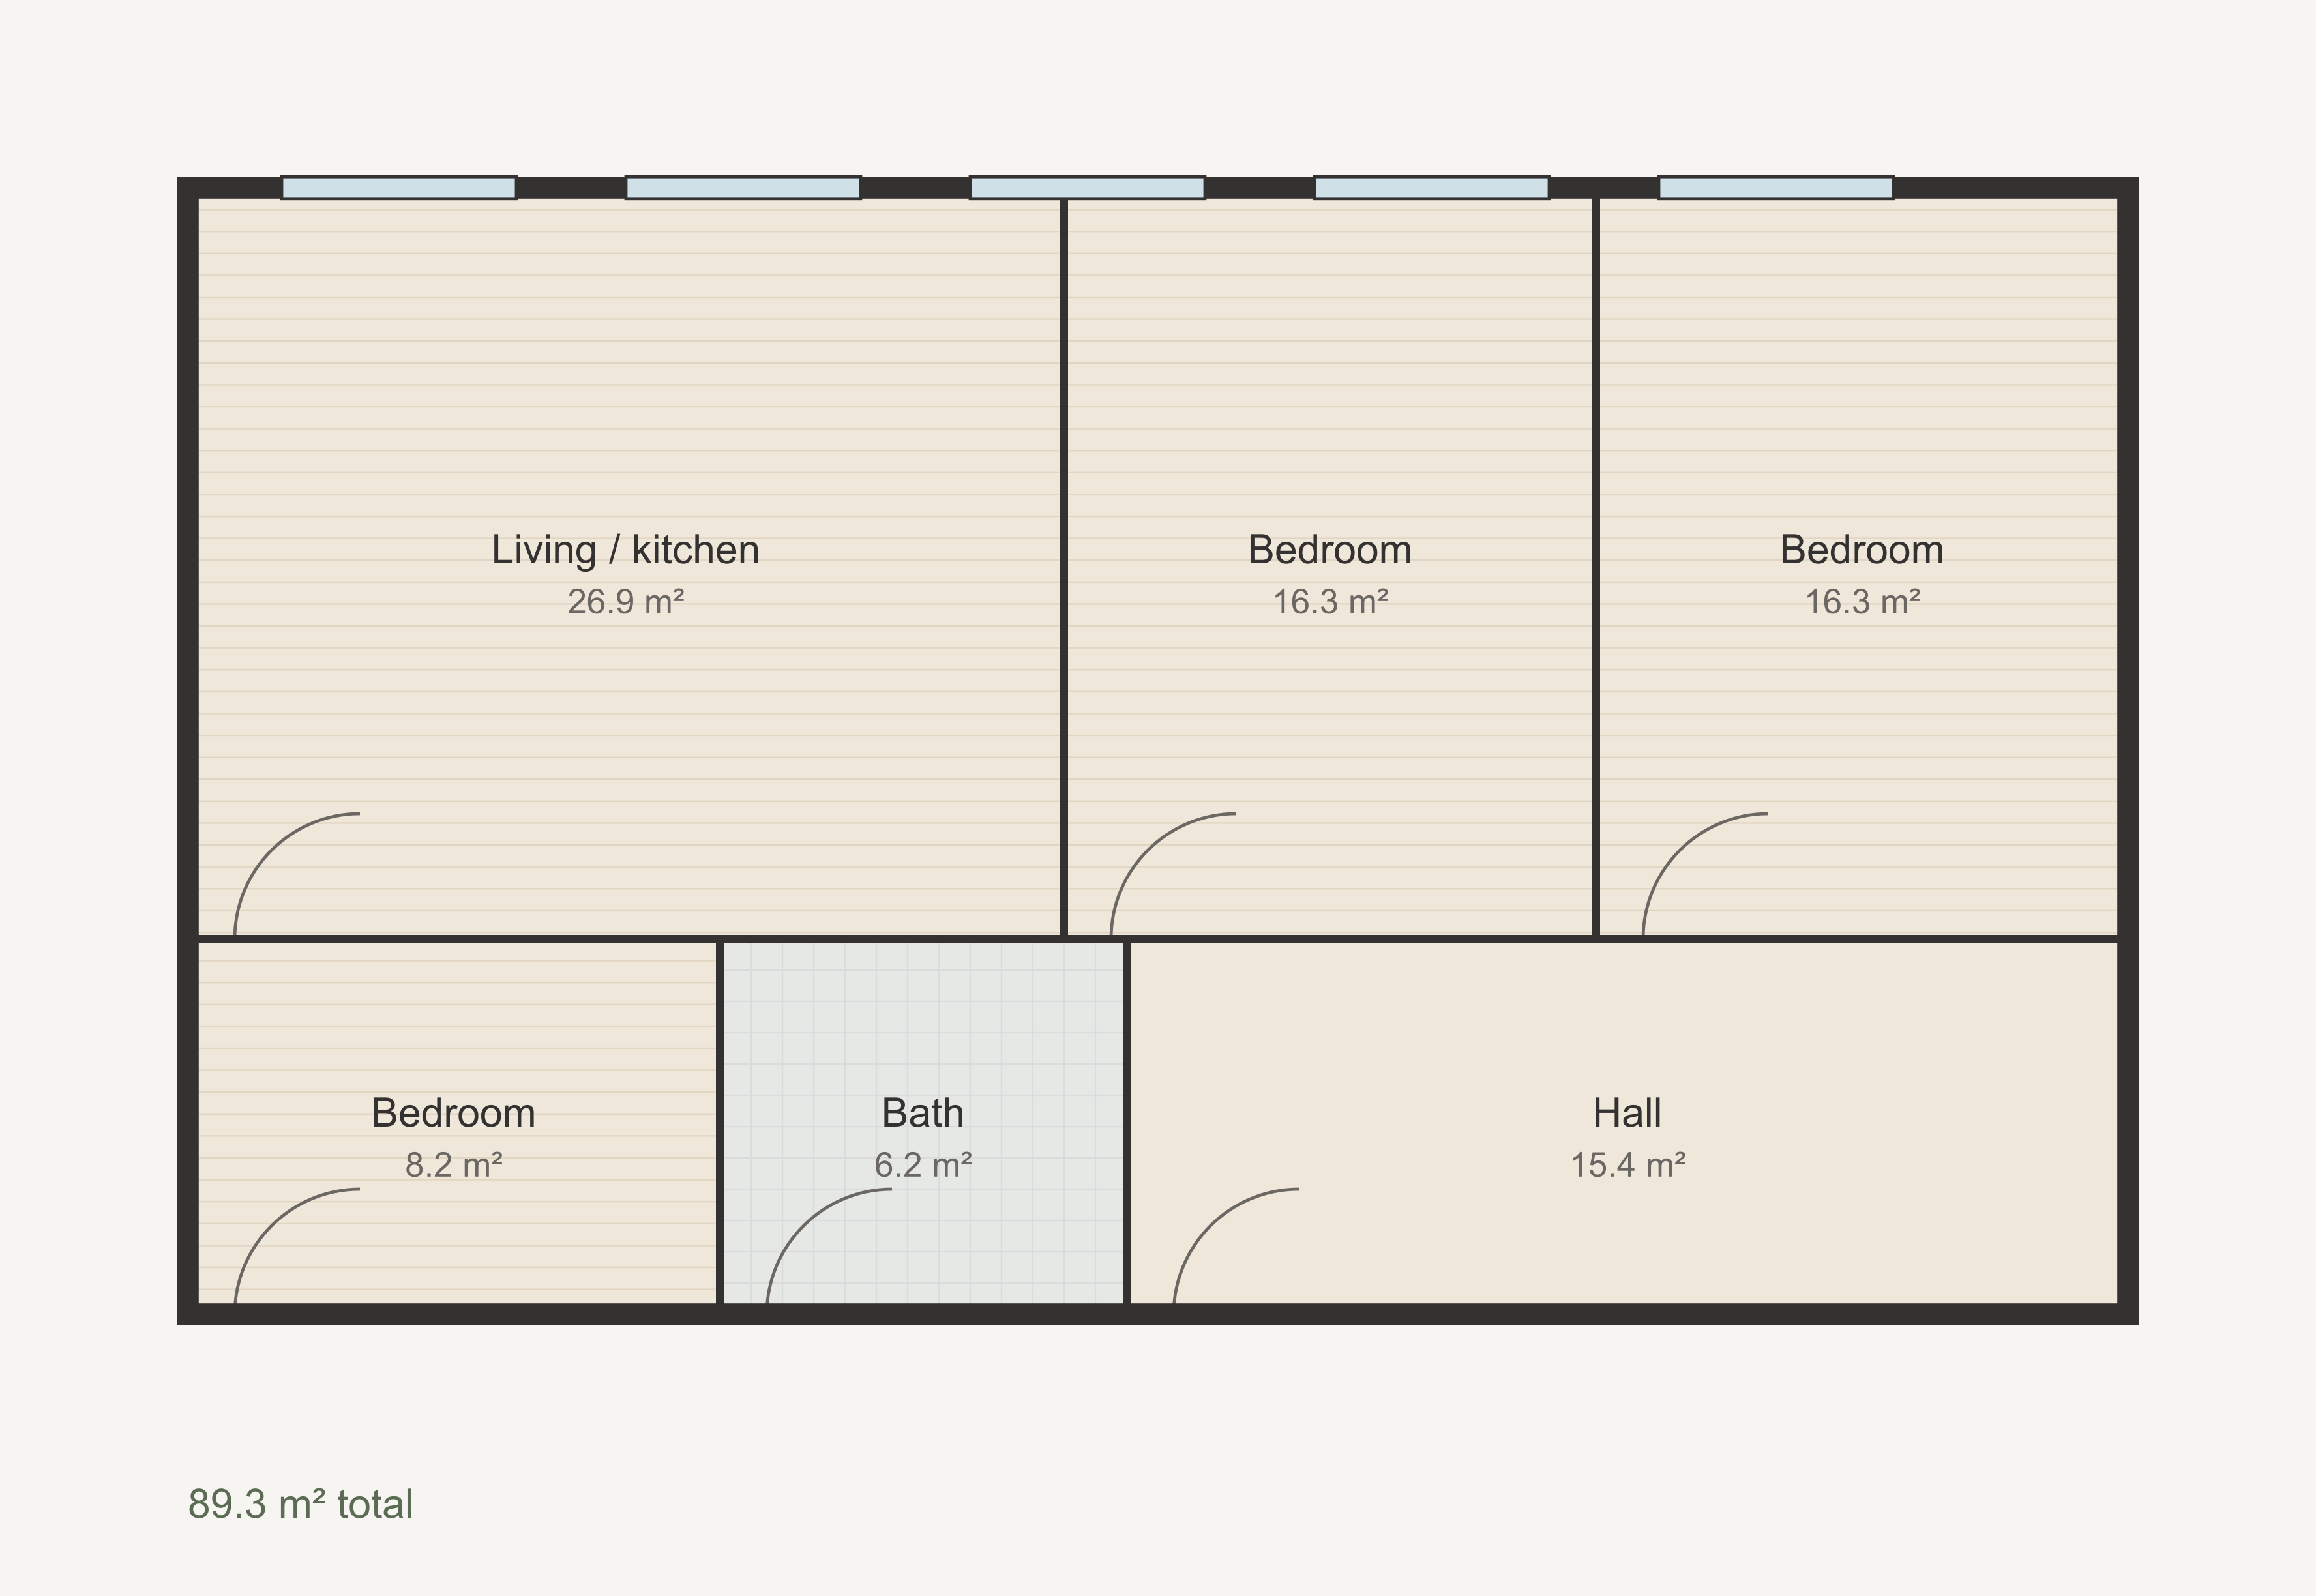 Living / kitchen
26.9 m²
Bedroom
16.3 m²
Bedroom
16.3 m²
Bedroom
8.2 m²
Bath
6.2 m²
Hall
15.4 m²
89.3 m² total